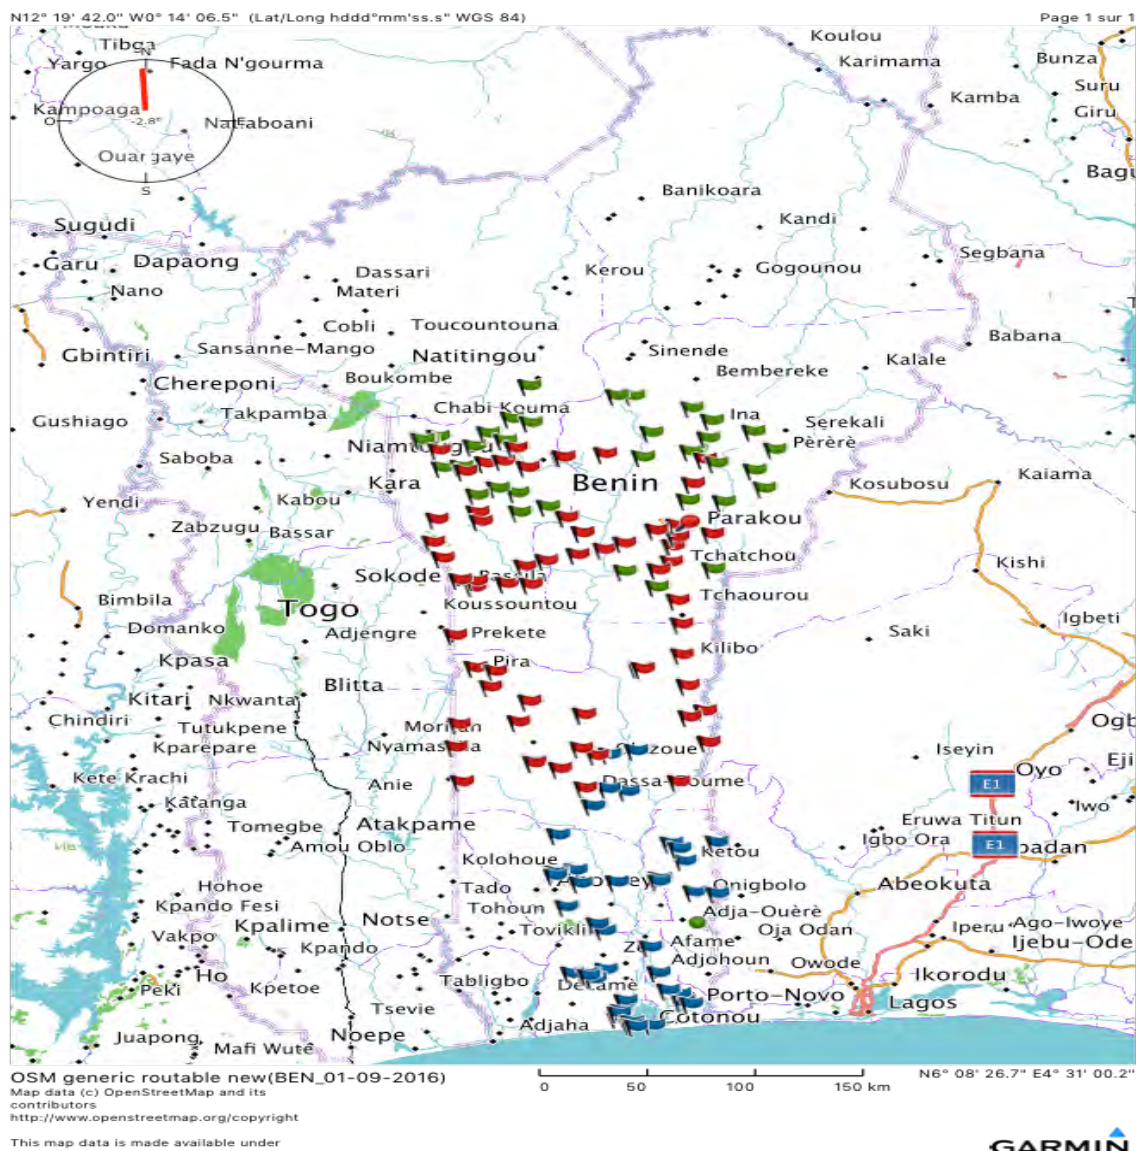 N12° 19' 42.0" W0° 14' 06.5" (Lat/Long hddd°mm'ss.s" WGS 84)
Page 1 sur 1
Koulou
Tibga
Yargo
Fada N'gourma
Karimama
Bunza
Suru
Kamba
Giru
Kampoaga
N
O
E
S
-2.8°
Ouargaye
Banikoara
Kandi
Sugudi
Segbana
Garu
Dapaong
Dassari
Kerou
Gogounou
Nano
Materi
Cobli
Toucountouna
Babana
Gbintiri
Sansanne-Mango
Natitingou
Sinende
Kalale
Chereponi
Boukombe
Bembereke
Gushiago
Takpamba
Chabi-Kouma
Ina
Serekali
Pèrèrè
Saboba
Kara
Benin
Kosubosu
Kaiama
Yendi
Kabou
Zabzugu
Bassar
Parakou
Tchatchou
Kishi
Sokode
Bimbila
Togo
Koussountou
Tchaourou
Igbeti
Domanko
Adjengre
Prekete
Saki
Kilibo
Kpasa
Pira
Kitari
Nkwanta
Blitta
Chindiri
Tutukpene
Kparepare
Iseyin
Oyo
Kete Krachi
Anie
E1
Iwo
Katanga
Tomegbe
Atakpame
Eruwa Titun
Amou Oblo
Igbo Ora
E1
Kolohoue
Ketou
Hohoe
Tado
Onigbolo
Abeokuta
Kpando Fesi
Notse
Tohoun
Adja-Ouèrè
Kpalime
Oja Odan
Iperu
Ago-Iwoye
Vakpo
Kpando
Afame
Ijebu-Ode
Ho
Tabligbo
Adjohoun
Owode
Ikorodu
Peki
Kpetoe
Tsevie
Porto-Novo
Lagos
Juapong
Noepe
Adjaha
Cotonou
Mafi Wute
OSM generic routable new(BEN_01-09-2016)
0 50 100 150 km
N6° 08' 26.7" E4° 31' 00.2"
Map data (c) OpenStreetMap and its
contributors
http://www.openstreetmap.org/copyright
This map data is made available under
GARMIN